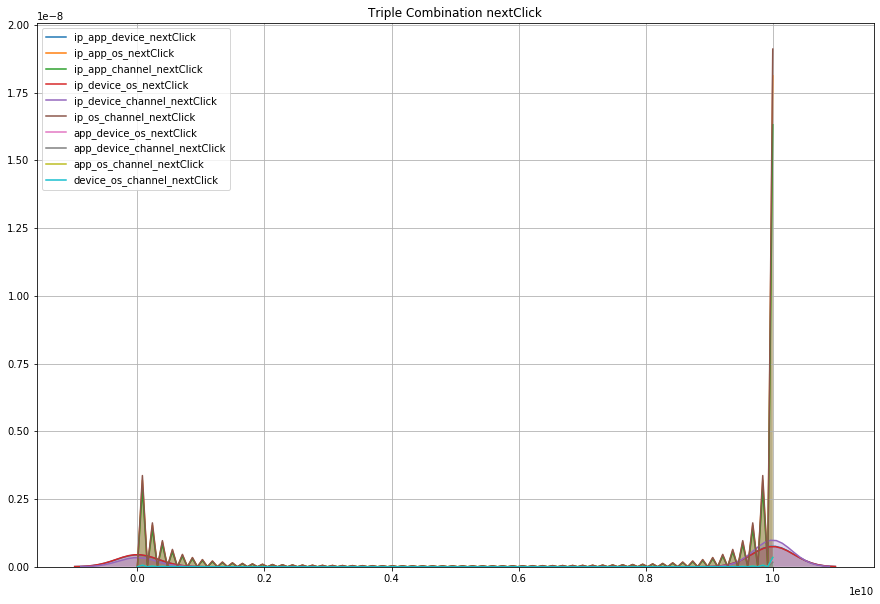 Triple Combination nextClick
1e−8
2.00
1.75
1.50
1.25
1.00
0.75
0.50
0.25
0.00
ip_app_device_nextClick
ip_app_os_nextClick
ip_app_channel_nextClick
ip_device_os_nextClick
ip_device_channel_nextClick
ip_os_channel_nextClick
app_device_os_nextClick
app_device_channel_nextClick
app_os_channel_nextClick
device_os_channel_nextClick
0.0 0.2 0.4 0.6 0.8 1.0
1e10